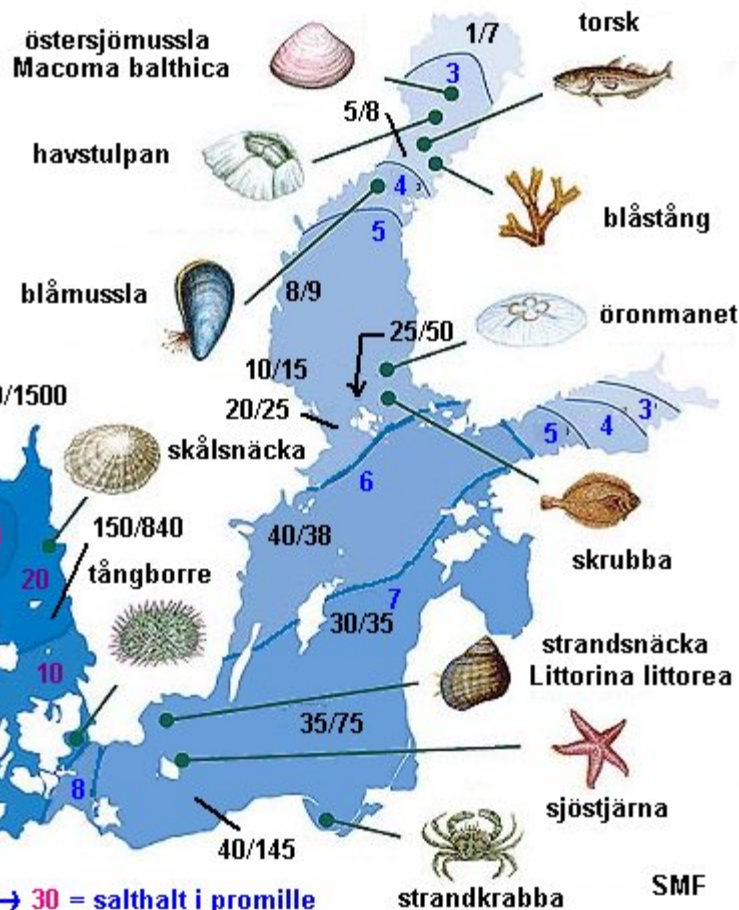 östersjömussla
Macoma balthica
1/7
torsk
3
5/8
havstulpan
4
blåstång
5
blåmussla
8/9
öronmanet
25/50
10/15
/1500
20/25
3
4
5
skålsnäcka
6
150/840
40/38
skrubba
20
tångborre
7
30/35
strandsnäcka
Littorina littorea
10
35/75
8
sjöstjärna
40/145
strandkrabba
SMF
→ 30 = salthalt i promille